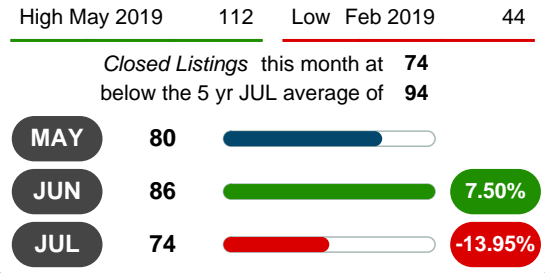 High May 2019 112 Low Feb 2019 44
Closed Listings this month at 74
below the 5 yr JUL average of 94
MAY 80
JUN 86 7.50%
JUL 74 -13.95%